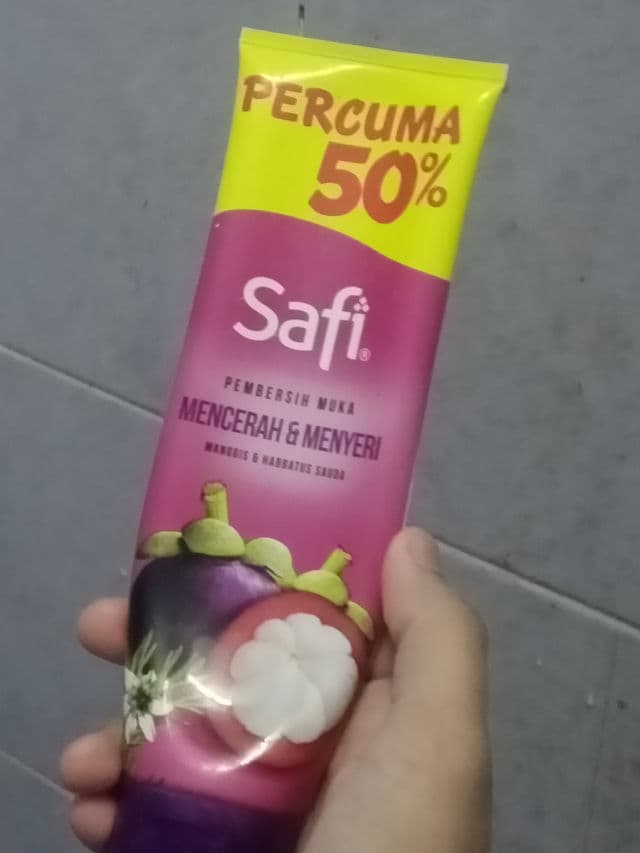 PERCUMA
50%
Safi®
PEMBERSIH MUKA
MENCERAH & MENYERI
MANGGIS & HABBATUS SAUDA